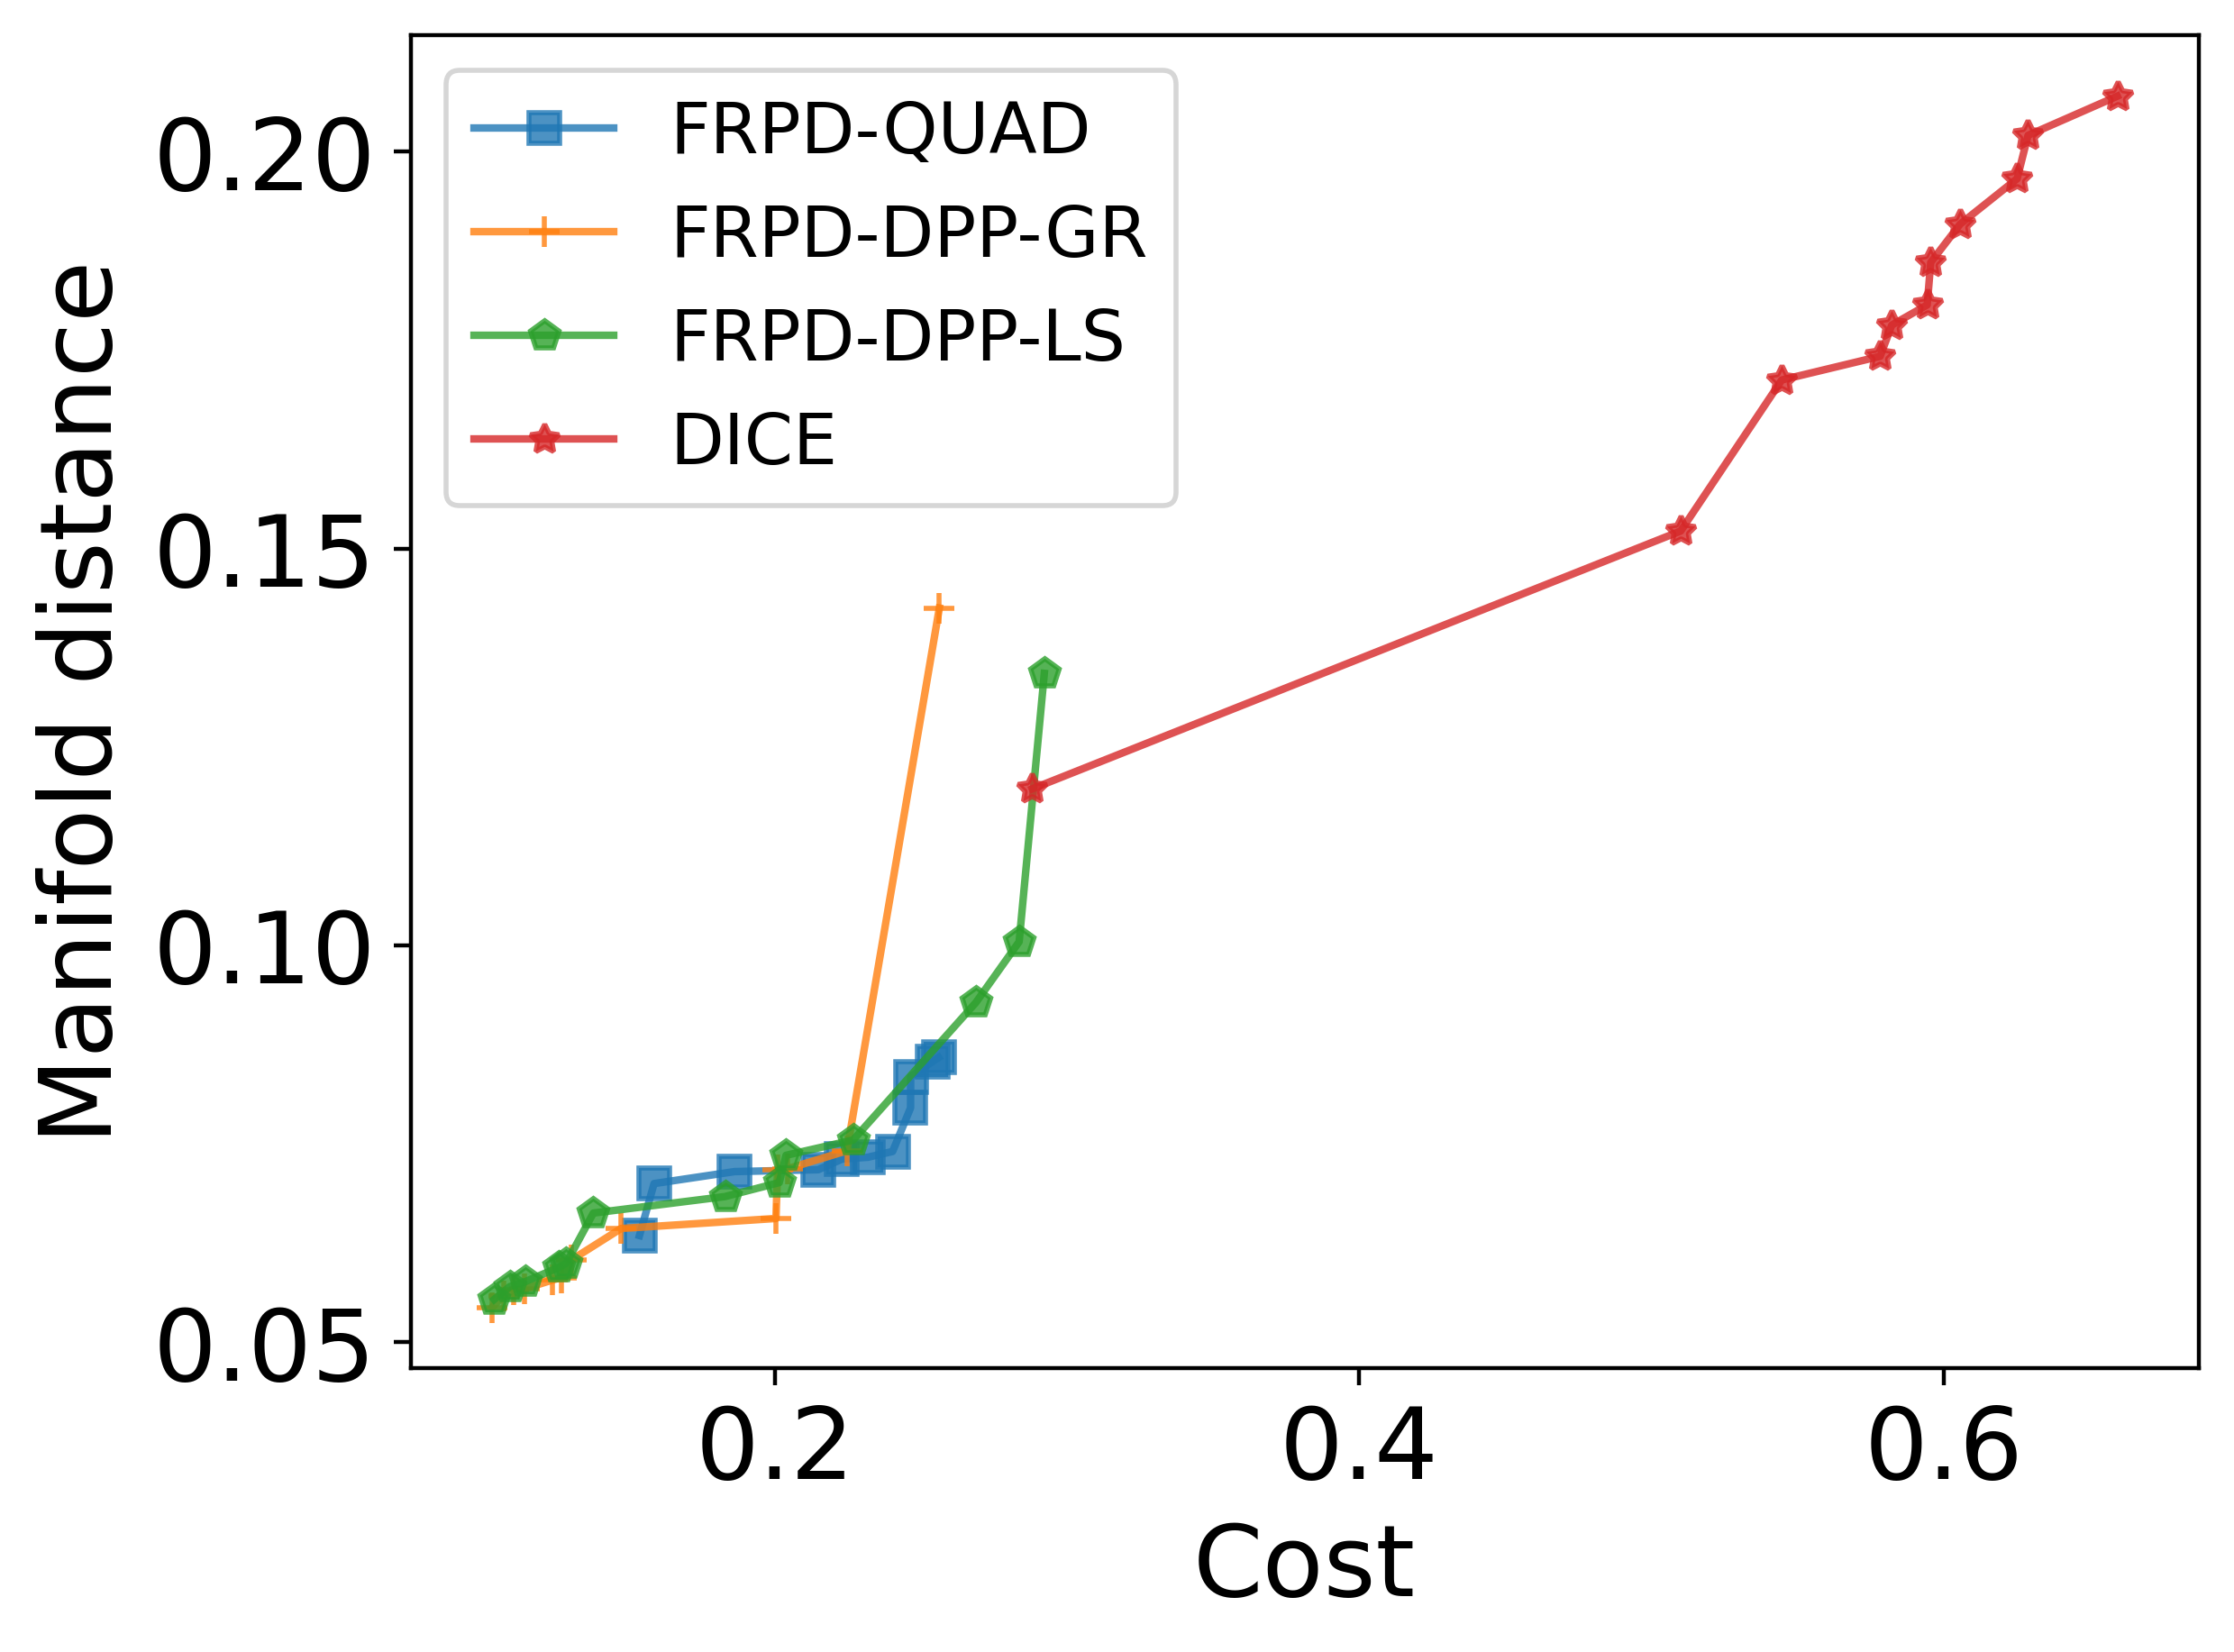 FRPD-QUAD
FRPD-DPP-GR
FRPD-DPP-LS
DICE
Manifold distance
0.20
0.15
0.10
0.05
0.2 0.4 0.6
Cost